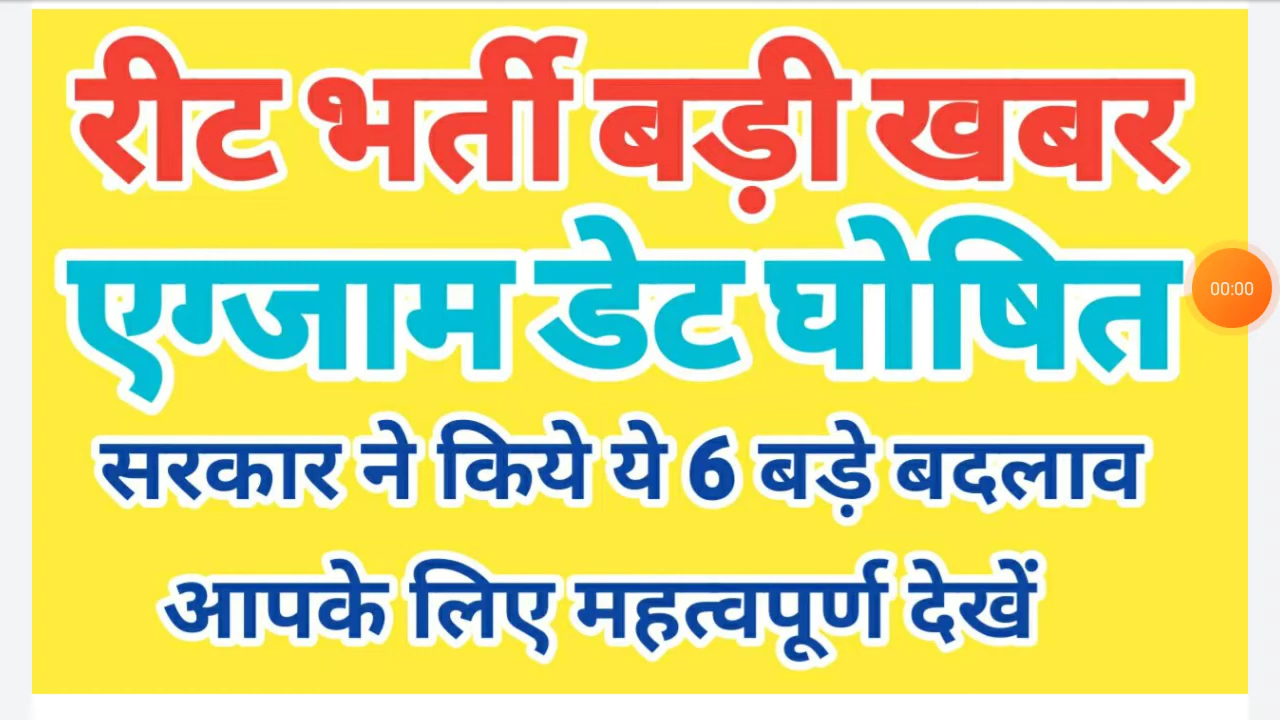 रीट भर्ती बड़ी खबर
एग्जाम डेट घोषित
00:00
सरकार ने किये ये 6 बड़े बदलाव
आपके लिए महत्वपूर्ण देखें